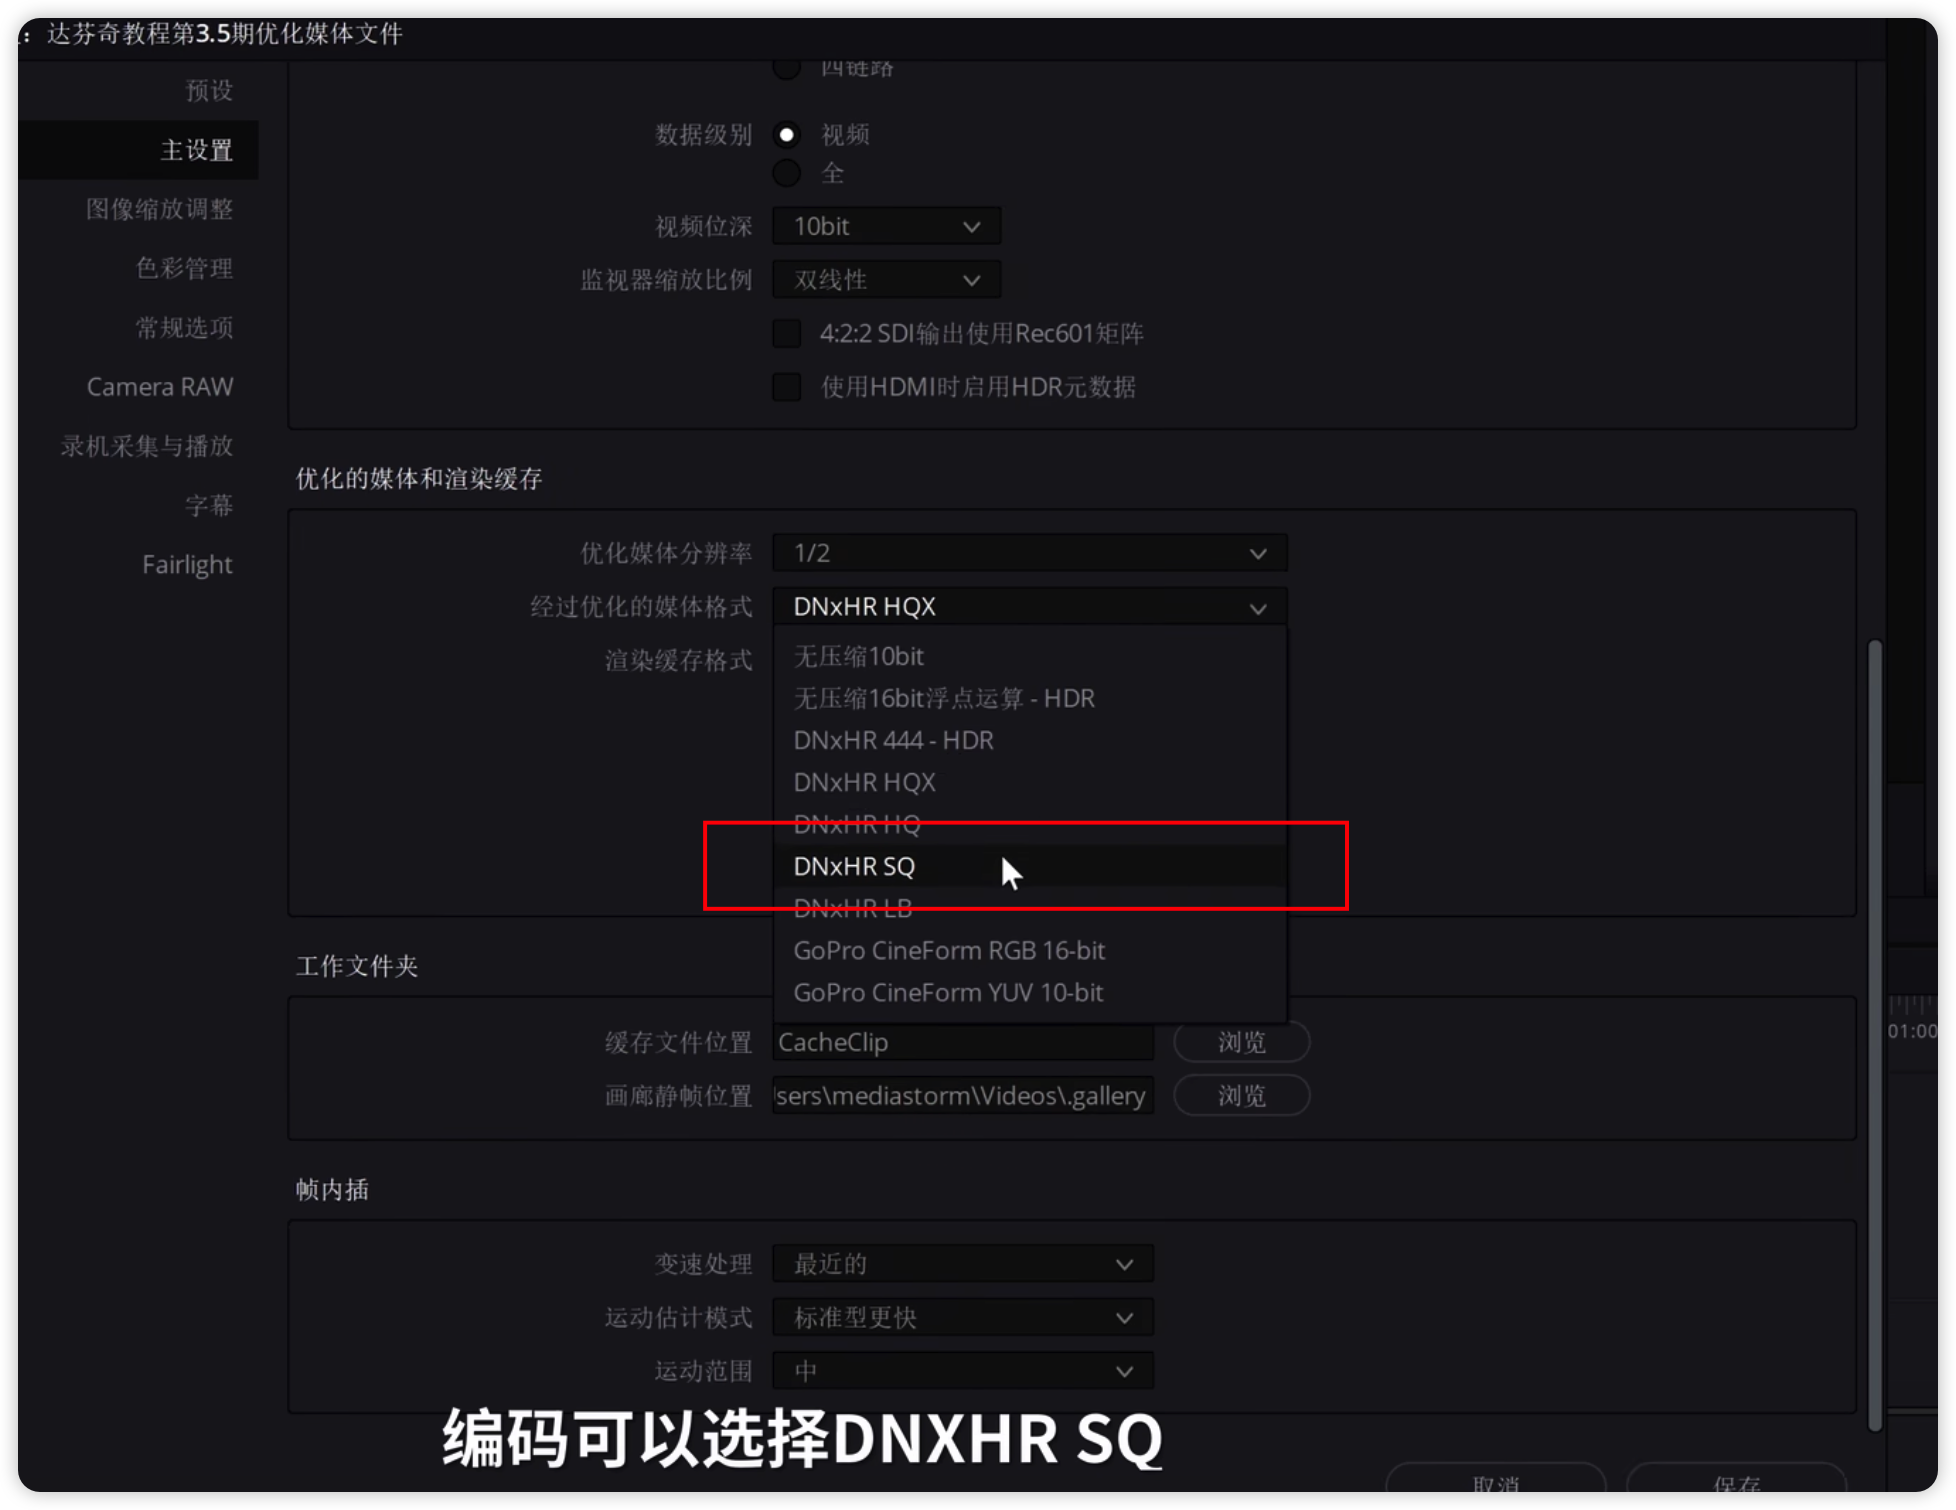 : 达芬奇教程第3.5期优化媒体文件
预设
主设置
图像缩放调整
色彩管理
常规选项
Camera RAW
录机采集与播放
字幕
Fairlight
四链路
数据级别 视频
全
视频位深 10bit
监视器缩放比例 双线性
4:2:2 SDI输出使用Rec601矩阵
使用HDMI时启用HDR元数据
优化的媒体和渲染缓存
优化媒体分辨率 1/2
经过优化的媒体格式 DNxHR HQX
渲染缓存格式
无压缩10bit
无压缩16bit浮点运算 - HDR
DNxHR 444 - HDR
DNxHR HQX
DNxHR HQ
DNxHR SQ
DNxHR LB
GoPro CineForm RGB 16-bit
GoPro CineForm YUV 10-bit
工作文件夹
缓存文件位置 CacheClip 浏览
画廊静帧位置 sers\mediastorm\Videos\.gallery 浏览
01:00
帧内插
变速处理 最近的
运动估计模式 标准型更快
运动范围 中
编码可以选择DNXHR SQ
取消 保存